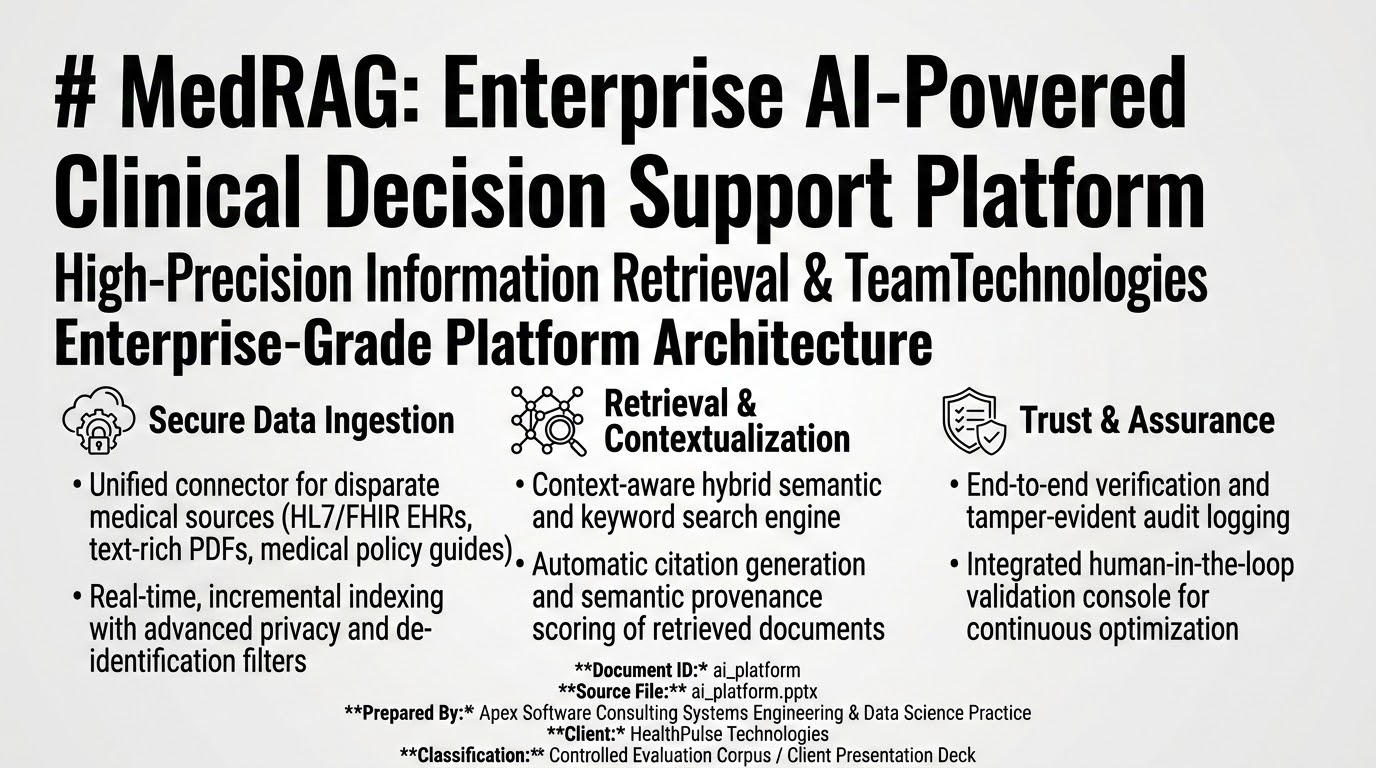 # MedRAG: Enterprise AI-Powered
Clinical Decision Support Platform
High-Precision Information Retrieval & TeamTechnologies
Enterprise-Grade Platform Architecture
Secure Data Ingestion
• Unified connector for disparate
medical sources (HL7/FHIR EHRs,
text-rich PDFs, medical policy guides)
• Real-time, incremental indexing
with advanced privacy and de-
identification filters
Retrieval &
Contextualization
• Context-aware hybrid semantic
and keyword search engine
• Automatic citation generation
and semantic provenance
scoring of retrieved documents
Trust & Assurance
• End-to-end verification and
tamper-evident audit logging
• Integrated human-in-the-loop
validation console for
continuous optimization
**Document ID:* ai_platform
**Source File:** ai_platform.pptx
**Prepared By:* Apex Software Consulting Systems Engineering & Data Science Practice
**Client:* HealthPulse Technologies
**Classification:** Controlled Evaluation Corpus / Client Presentation Deck